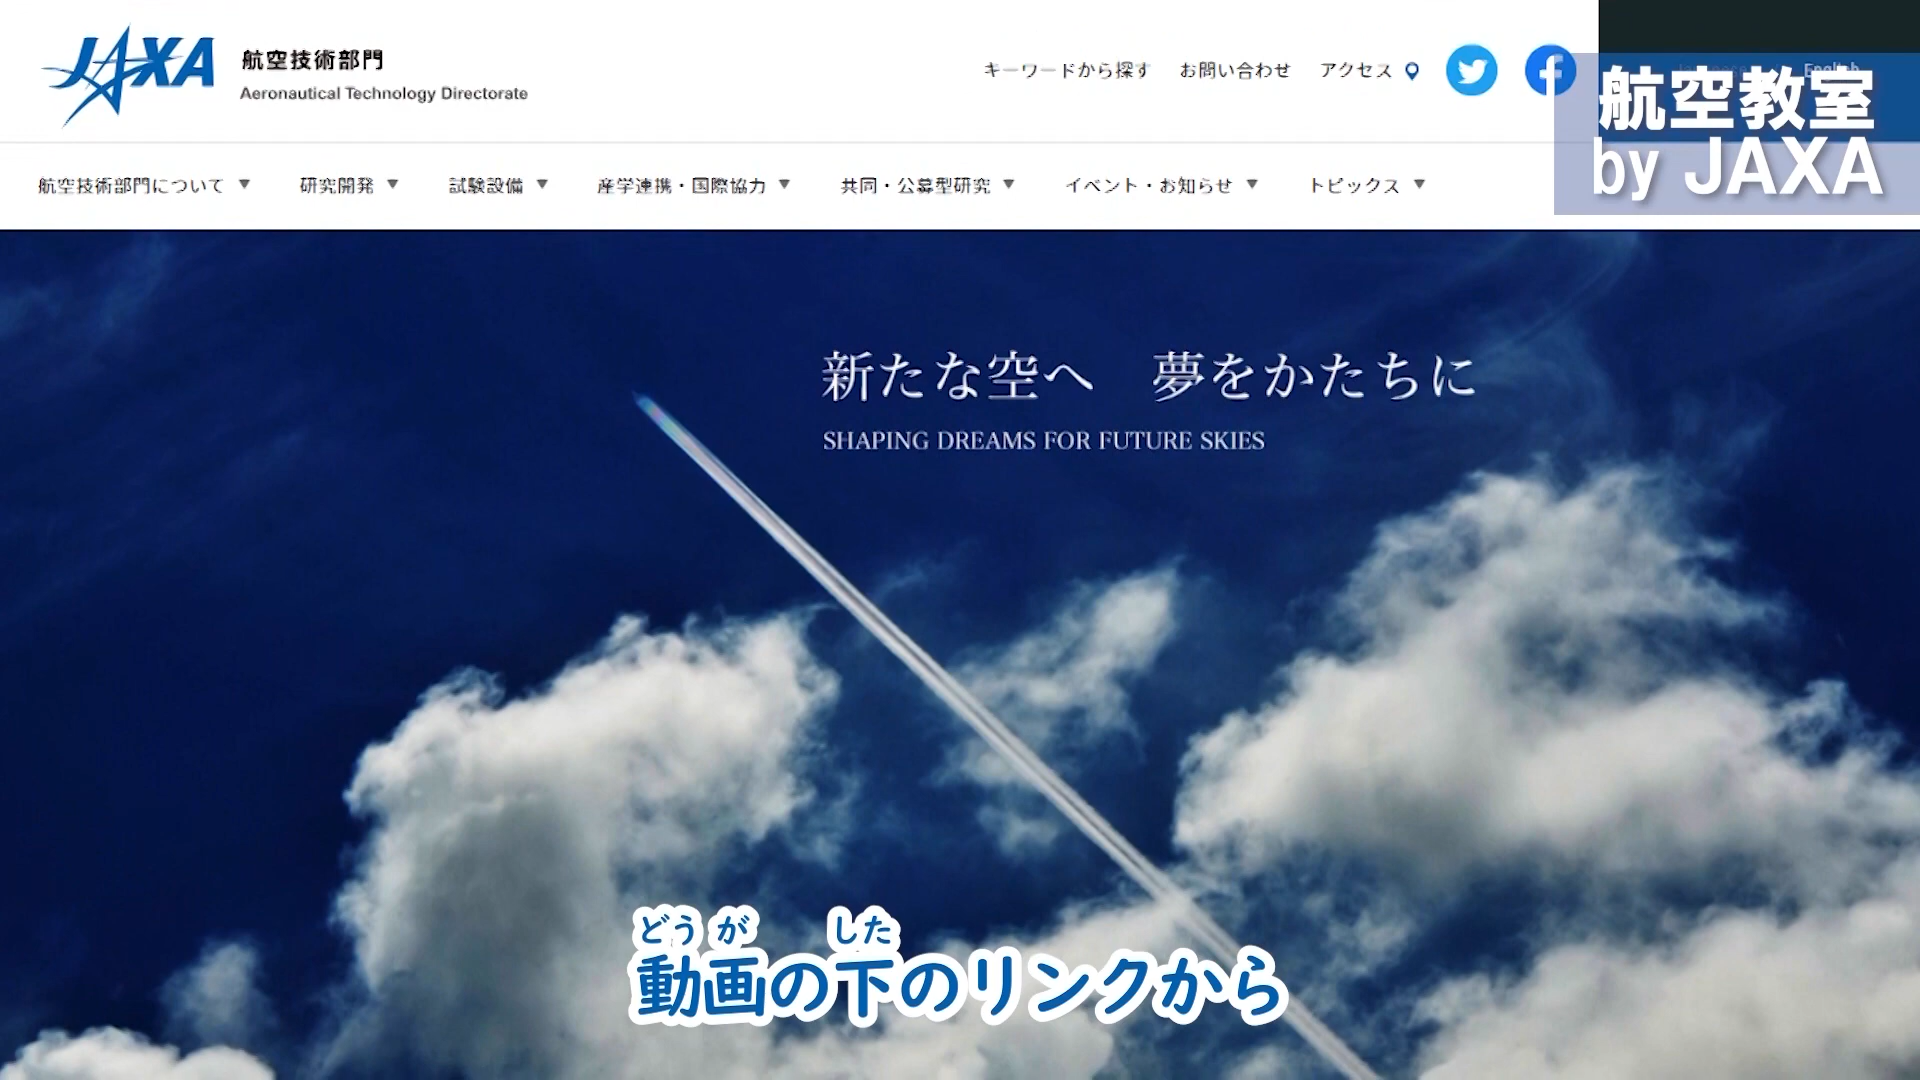 JAXA
航空技術部門
Aeronautical Technology Directorate
キーワードから探す お問い合わせ アクセス
English
航空教室
by JAXA
航空技術部門について ▼ 研究開発 ▼ 試験設備 ▼ 産学連携・国際協力 ▼ 共同・公募型研究 ▼ イベント・お知らせ ▼ トピックス ▼
新たな空へ 夢をかたちに
SHAPING DREAMS FOR FUTURE SKIES
どうが した
動画の下のリンクから